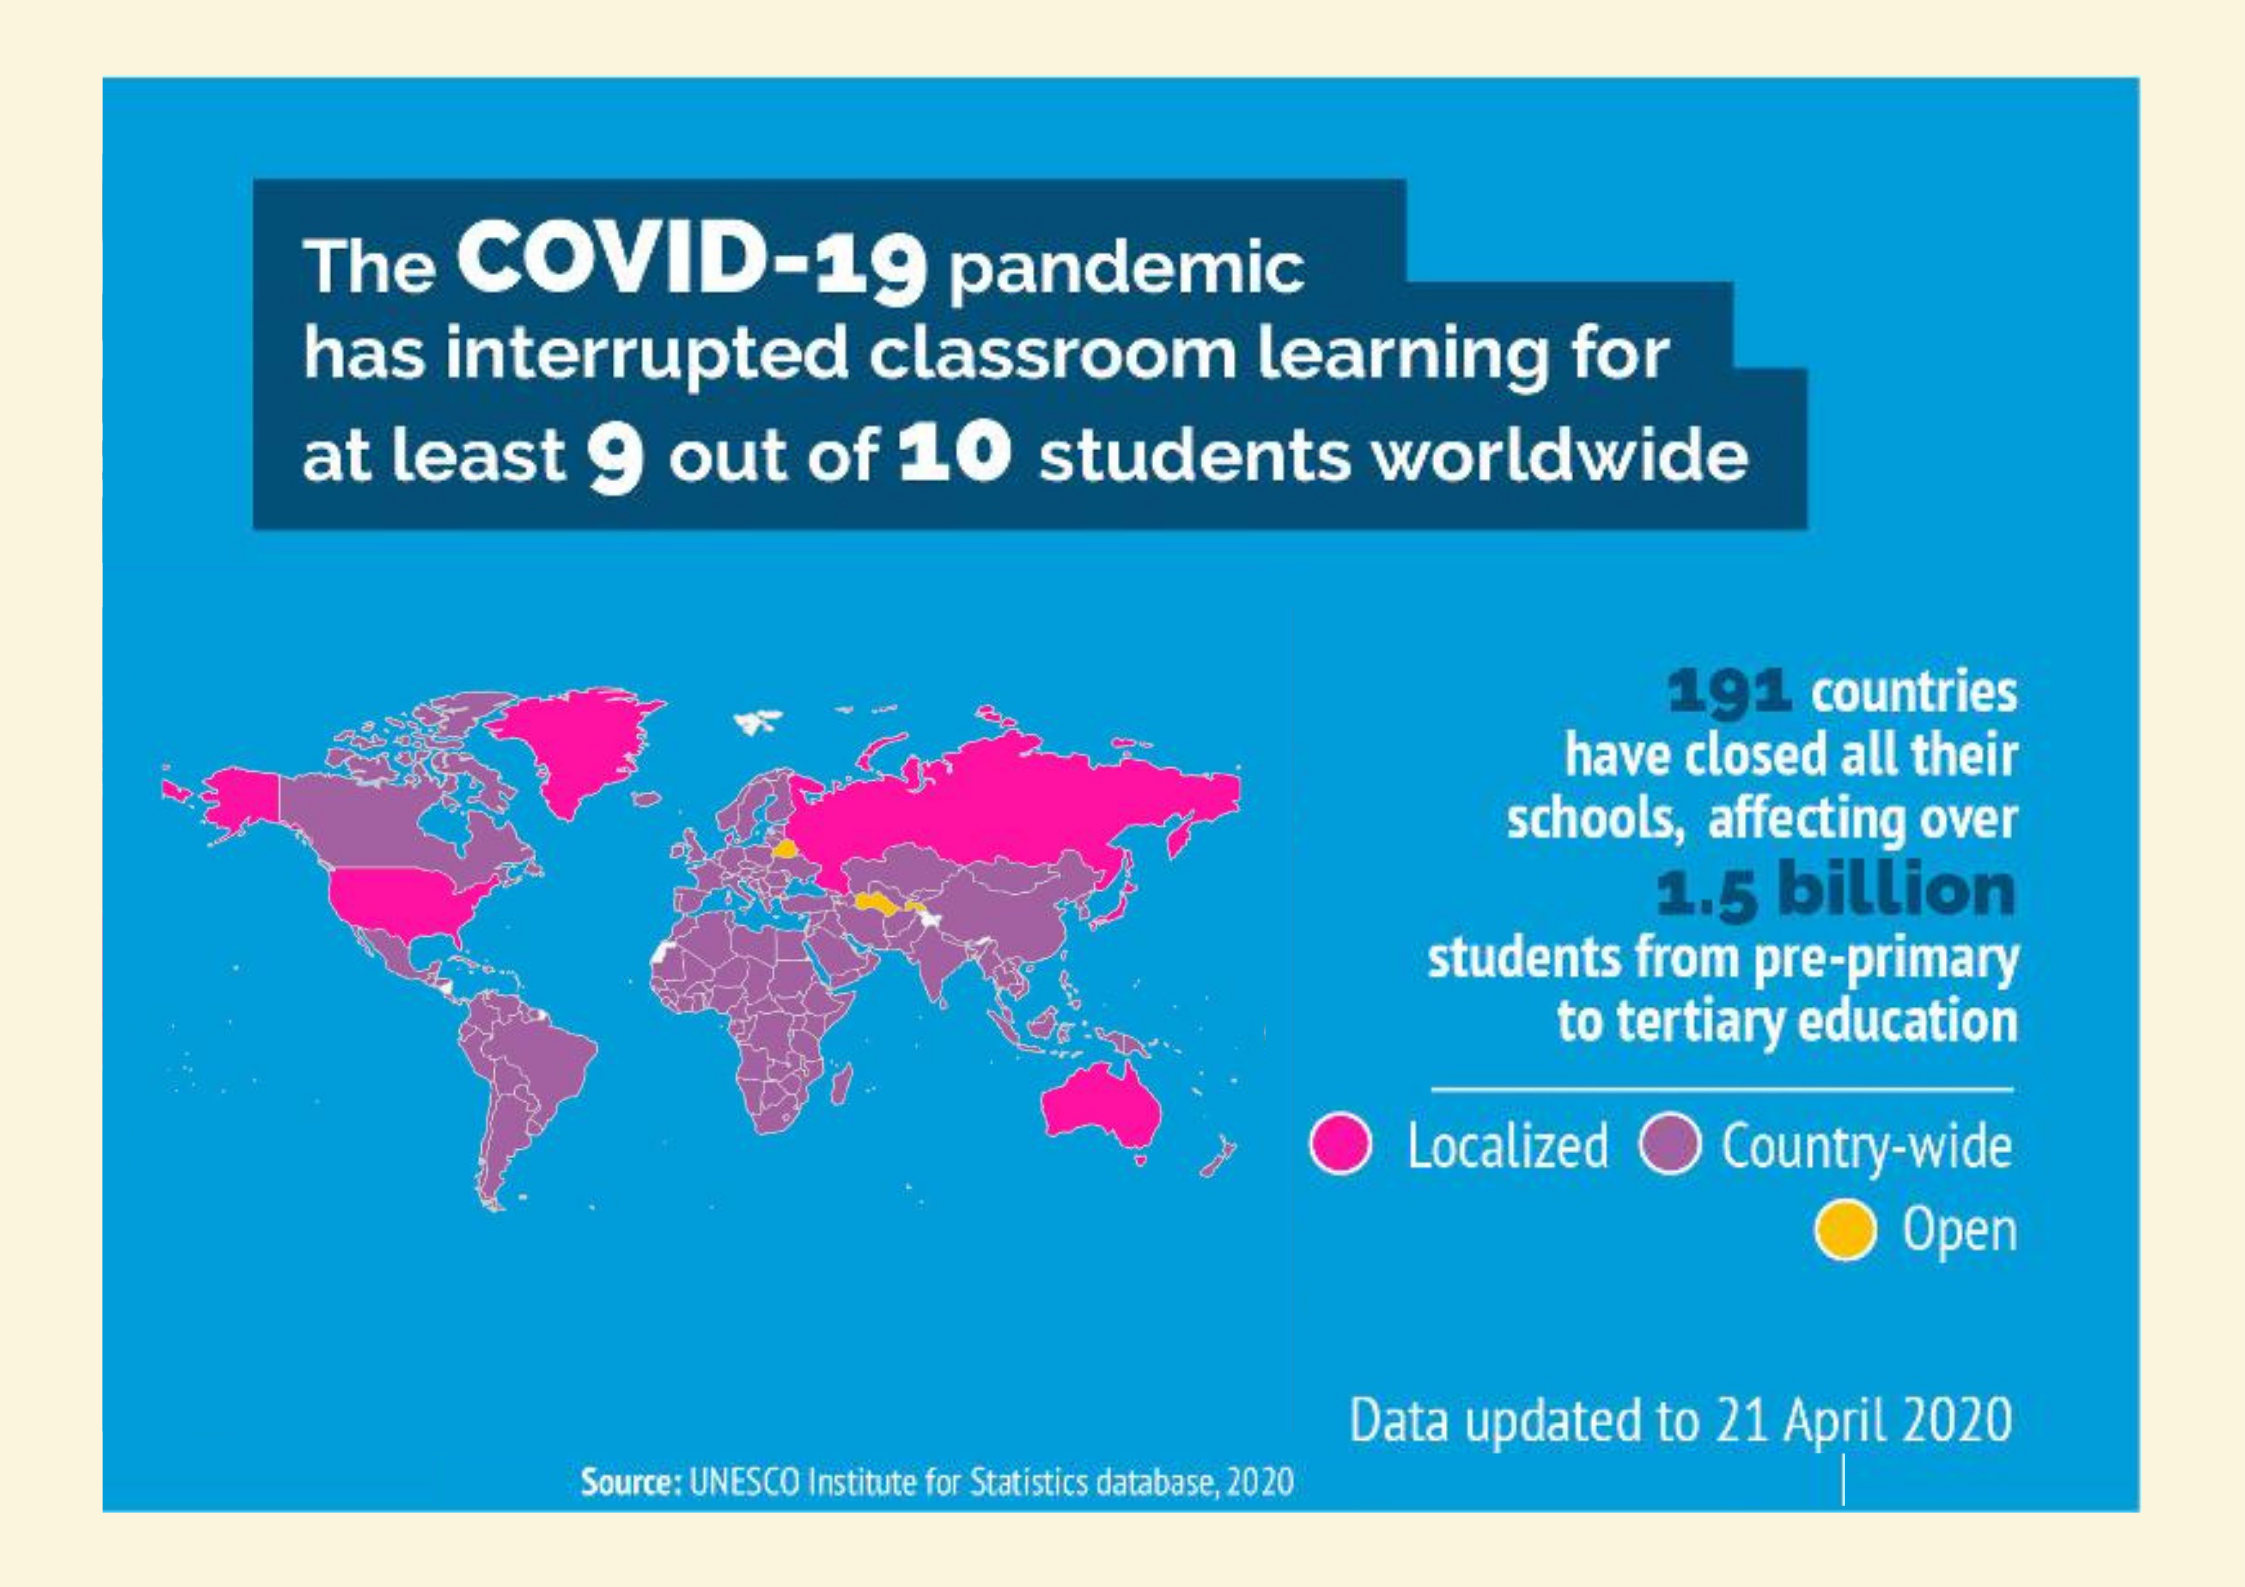 The COVID-19 pandemic
has interrupted classroom learning for
at least 9 out of 10 students worldwide
191 countries
have closed all their
schools, affecting over
1.5 billion
students from pre-primary
to tertiary education
Localized Country-wide
Open
Data updated to 21 April 2020
Source: UNESCO Institute for Statistics database, 2020